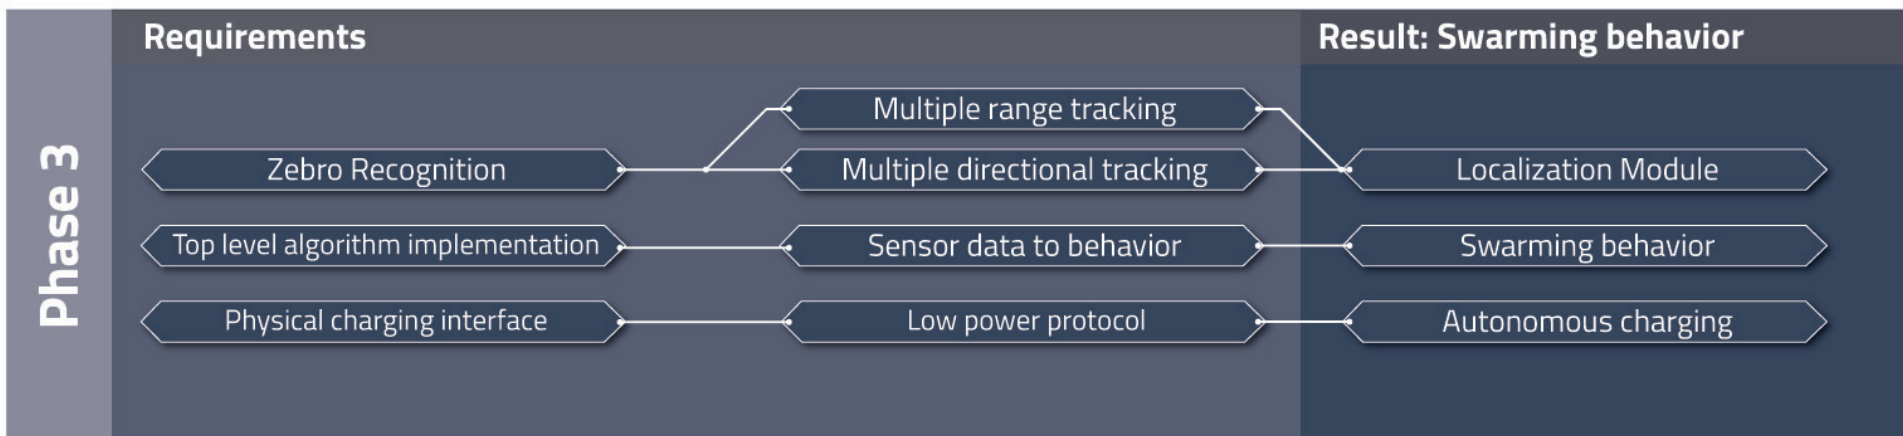 Phase 3
Requirements
Result: Swarming behavior
Multiple range tracking
Zebro Recognition
Multiple directional tracking
Localization Module
Top level algorithm implementation
Sensor data to behavior
Swarming behavior
Physical charging interface
Low power protocol
Autonomous charging